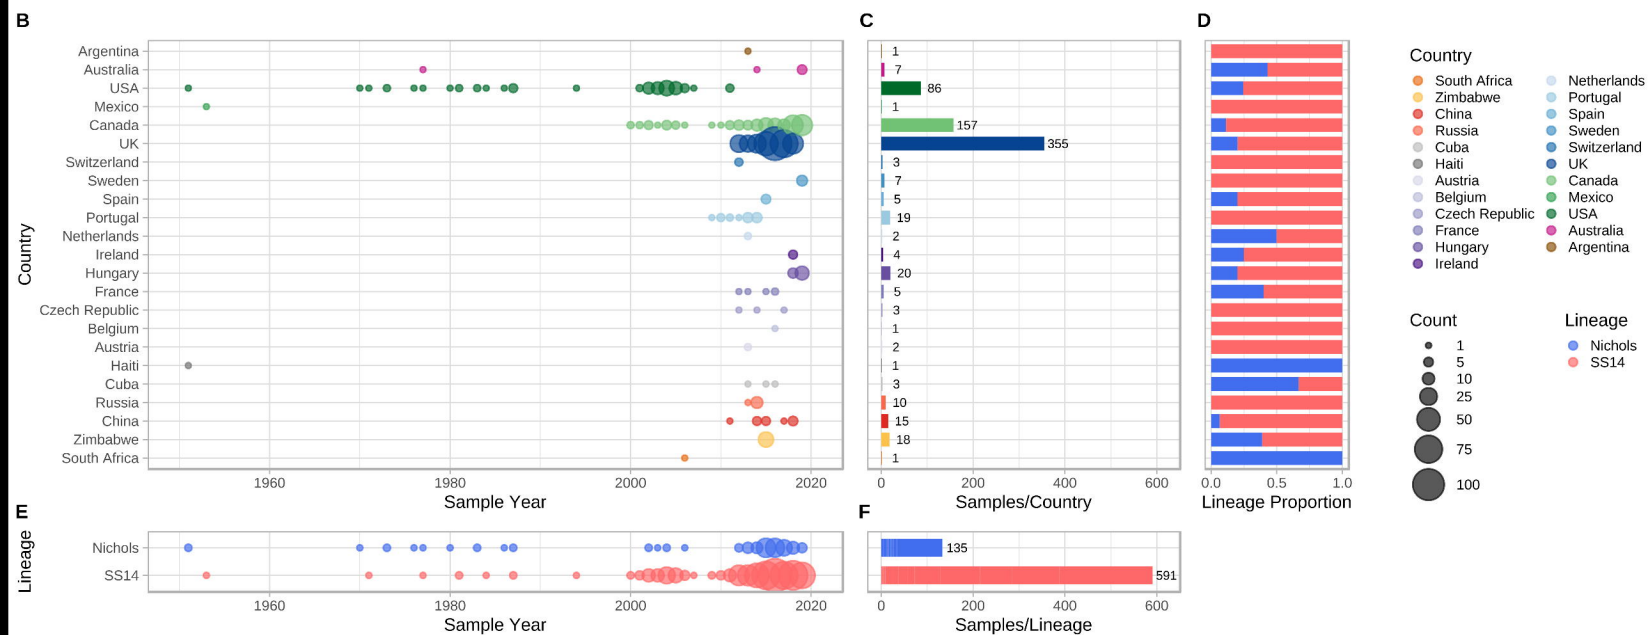 B
Country
Argentina
Australia
USA
Mexico
Canada
UK
Switzerland
Sweden
Spain
Portugal
Netherlands
Ireland
Hungary
France
Czech Republic
Belgium
Austria
Haiti
Cuba
Russia
China
Zimbabwe
South Africa
1960
1980
2000
2020
Sample Year
C
1
7
86
1
157
355
3
7
5
19
2
4
20
5
3
1
2
1
3
10
15
18
1
0
200
400
600
Samples/Country
D
0.0
0.5
1.0
Lineage Proportion
Country
South Africa
Zimbabwe
China
Russia
Cuba
Haiti
Austria
Belgium
Czech Republic
France
Hungary
Ireland
Netherlands
Portugal
Spain
Sweden
Switzerland
UK
Canada
Mexico
USA
Australia
Argentina
Count
1
5
10
25
50
75
100
Lineage
Nichols
SS14
E
Lineage
Nichols
SS14
1960
1980
2000
2020
Sample Year
F
135
591
0
200
400
600
Samples/Lineage